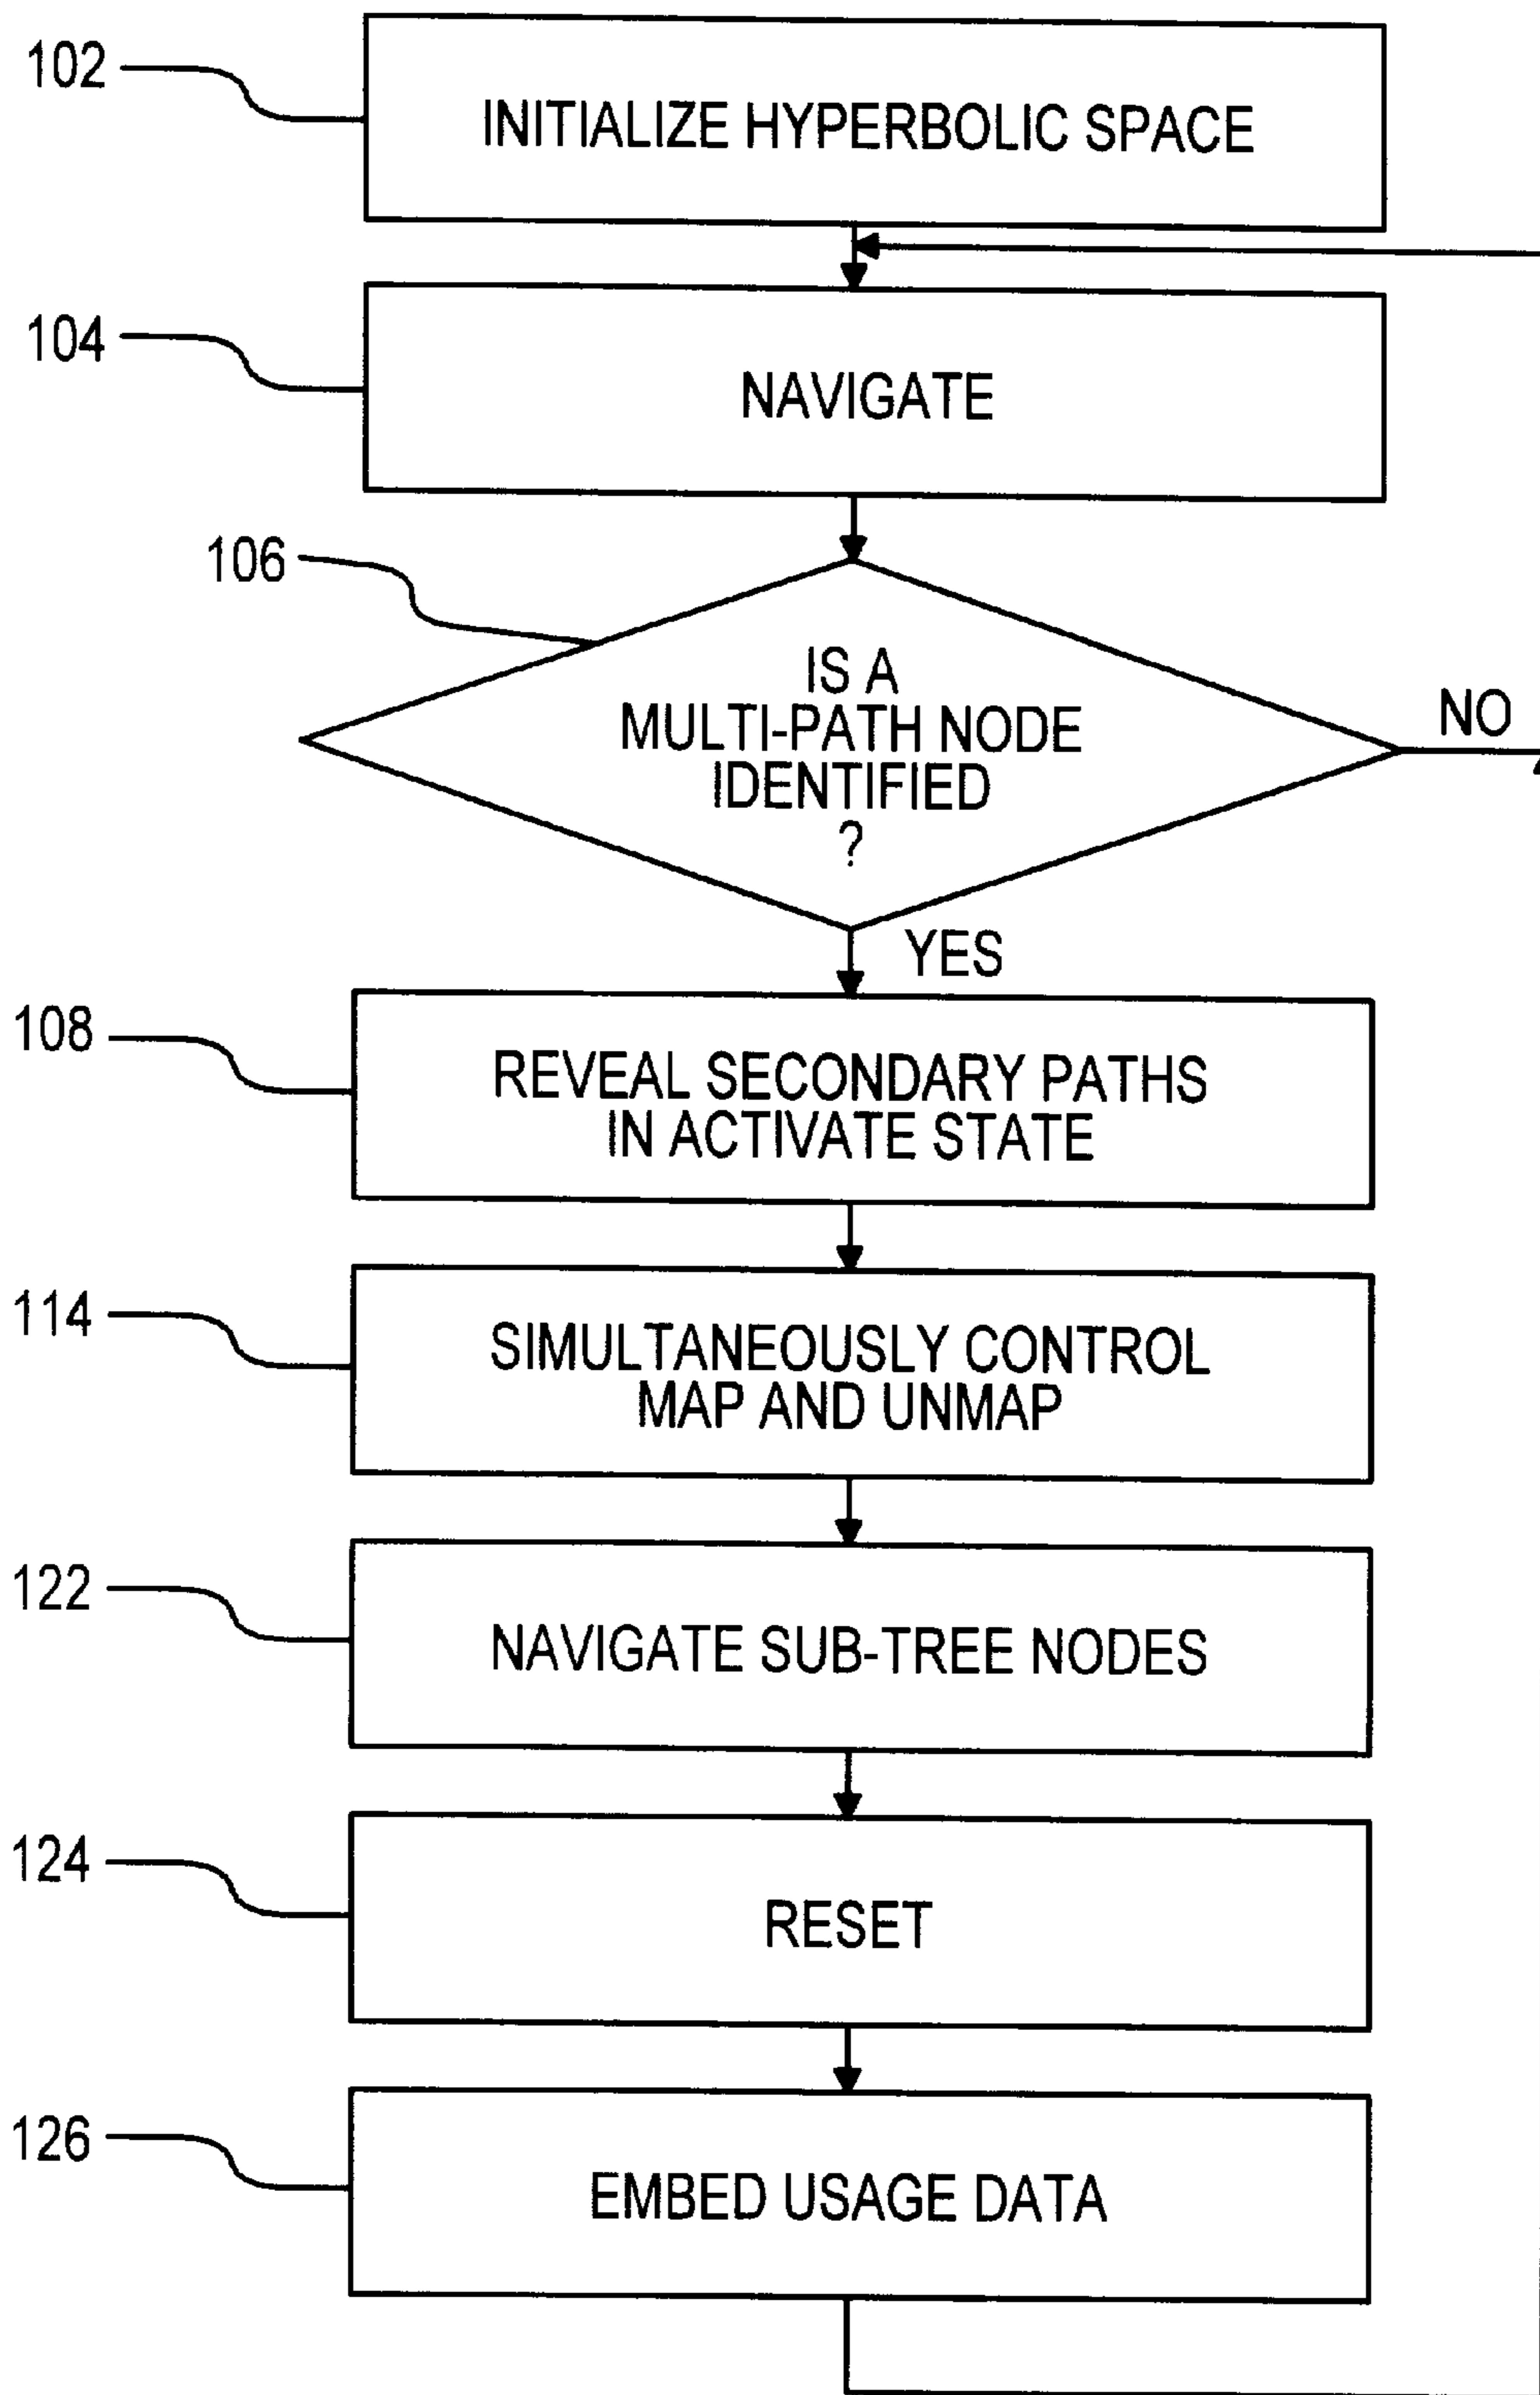 102
INITIALIZE HYPERBOLIC SPACE
104
NAVIGATE
106
IS A
MULTI-PATH NODE
IDENTIFIED
?
NO
YES
108
REVEAL SECONDARY PATHS
IN ACTIVATE STATE
114
SIMULTANEOUSLY CONTROL
MAP AND UNMAP
122
NAVIGATE SUB-TREE NODES
124
RESET
126
EMBED USAGE DATA